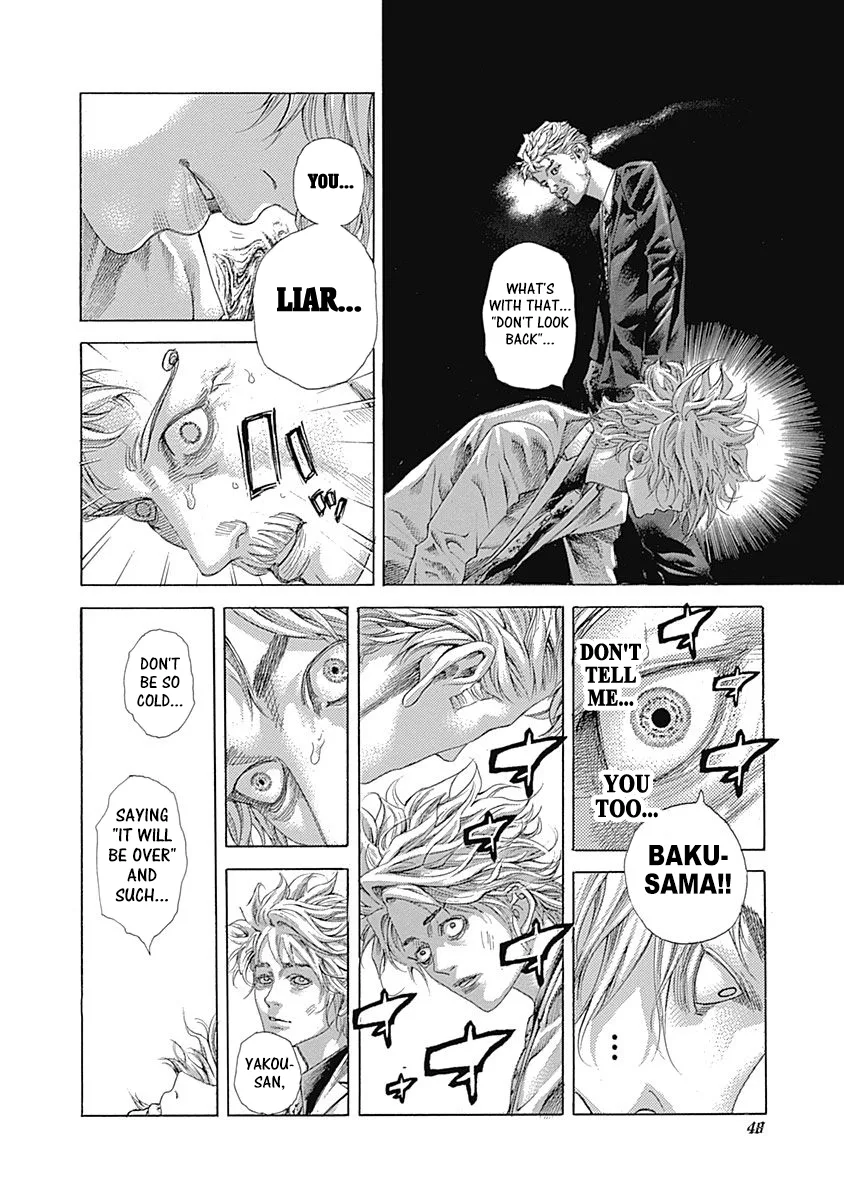 WHAT'S
WITH THAT...
"DON'T LOOK
BACK"...
YOU...
LIAR...
DON'T
TELL
ME...
YOU
TOO...
BAKU-
SAMA!!
...
YAKOU-
SAN,
DON'T
BE SO
COLD...
SAYING
"IT WILL
BE OVER"
AND
SUCH...